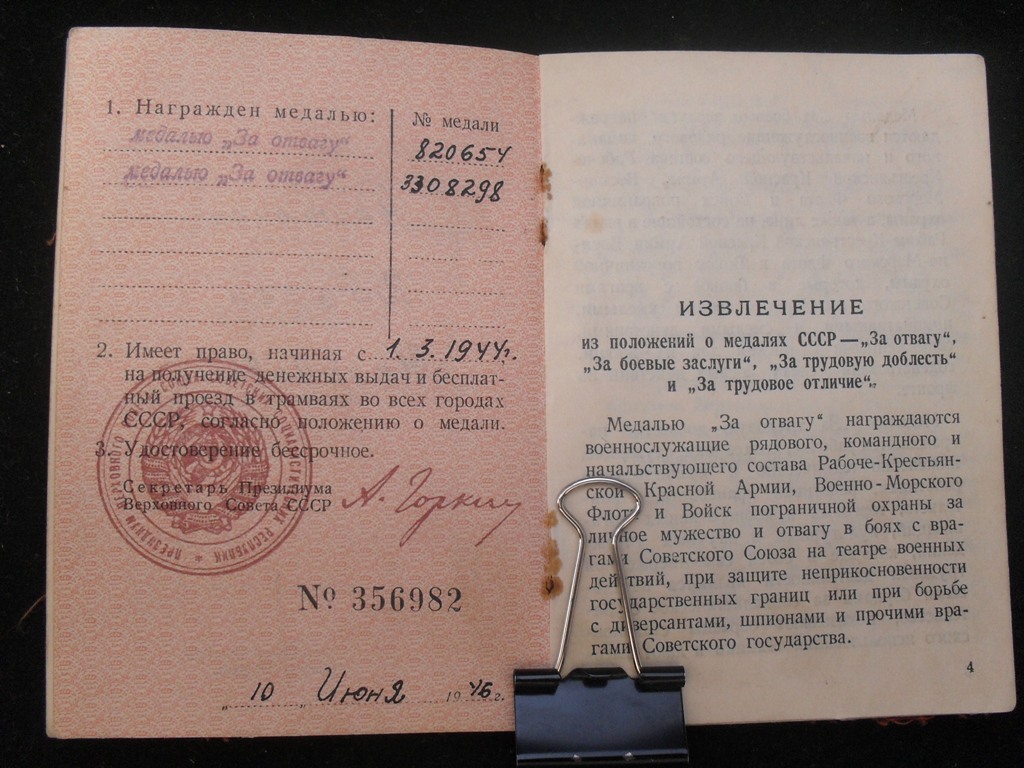 1. Награжден медалью:
№ медали
медалью „За отвагу“
820654
медалью „За отвагу“
3308298
2. Имеет право, начиная с 1. 3. 1944г.
на получение денежных выдач и бесплат-
ный проезд в трамваях во всех городах
СССР, согласно положению о медали.
3. Удостоверение бессрочное.
Секретарь Президиума
Верховного Совета СССР
А. Горкин
№ 356982
„10 Июня 1946 г.
ИЗВЛЕЧЕНИЕ
из положений о медалях СССР — „За отвагу“,
„За боевые заслуги“, „За трудовую доблесть“
и „За трудовое отличие“.
Медалью „За отвагу“ награждаются
военнослужащие рядового, командного и
начальствующего состава Рабоче-Крестьян-
ской Красной Армии, Военно-Морского
Флота и Войск пограничной охраны за
личное мужество и отвагу в боях с вра-
гами Советского Союза на театре военных
действий, при защите неприкосновенности
государственных границ или при борьбе
с диверсантами, шпионами и прочими вра-
гами Советского государства.
4